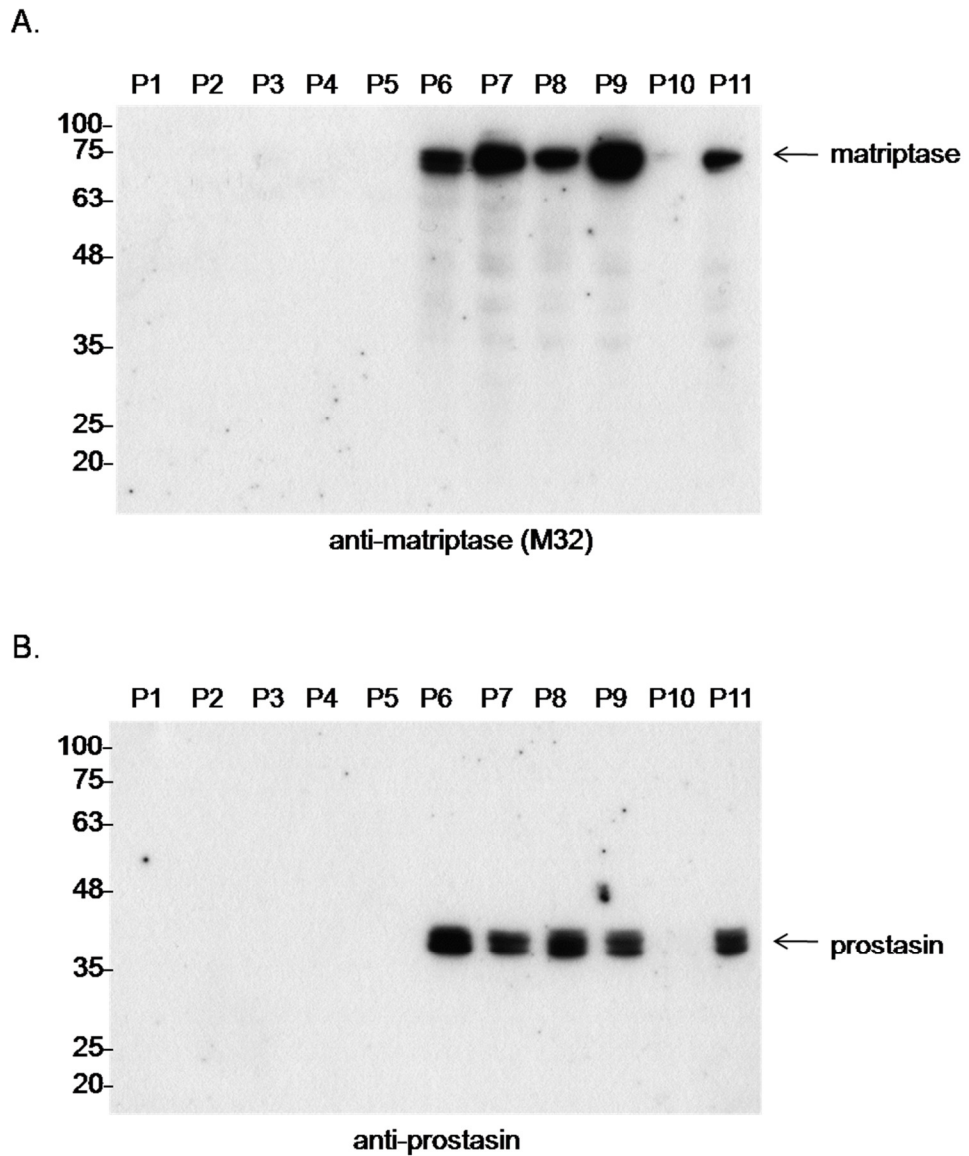 A.
P1 P2 P3 P4 P5 P6 P7 P8 P9 P10 P11
100-
75-
matriptase
63-
48-
35-
25-
20-
anti-matriptase (M32)
B.
P1 P2 P3 P4 P5 P6 P7 P8 P9 P10 P11
100-
75-
63-
48-
prostasin
35-
25-
20-
anti-prostasin